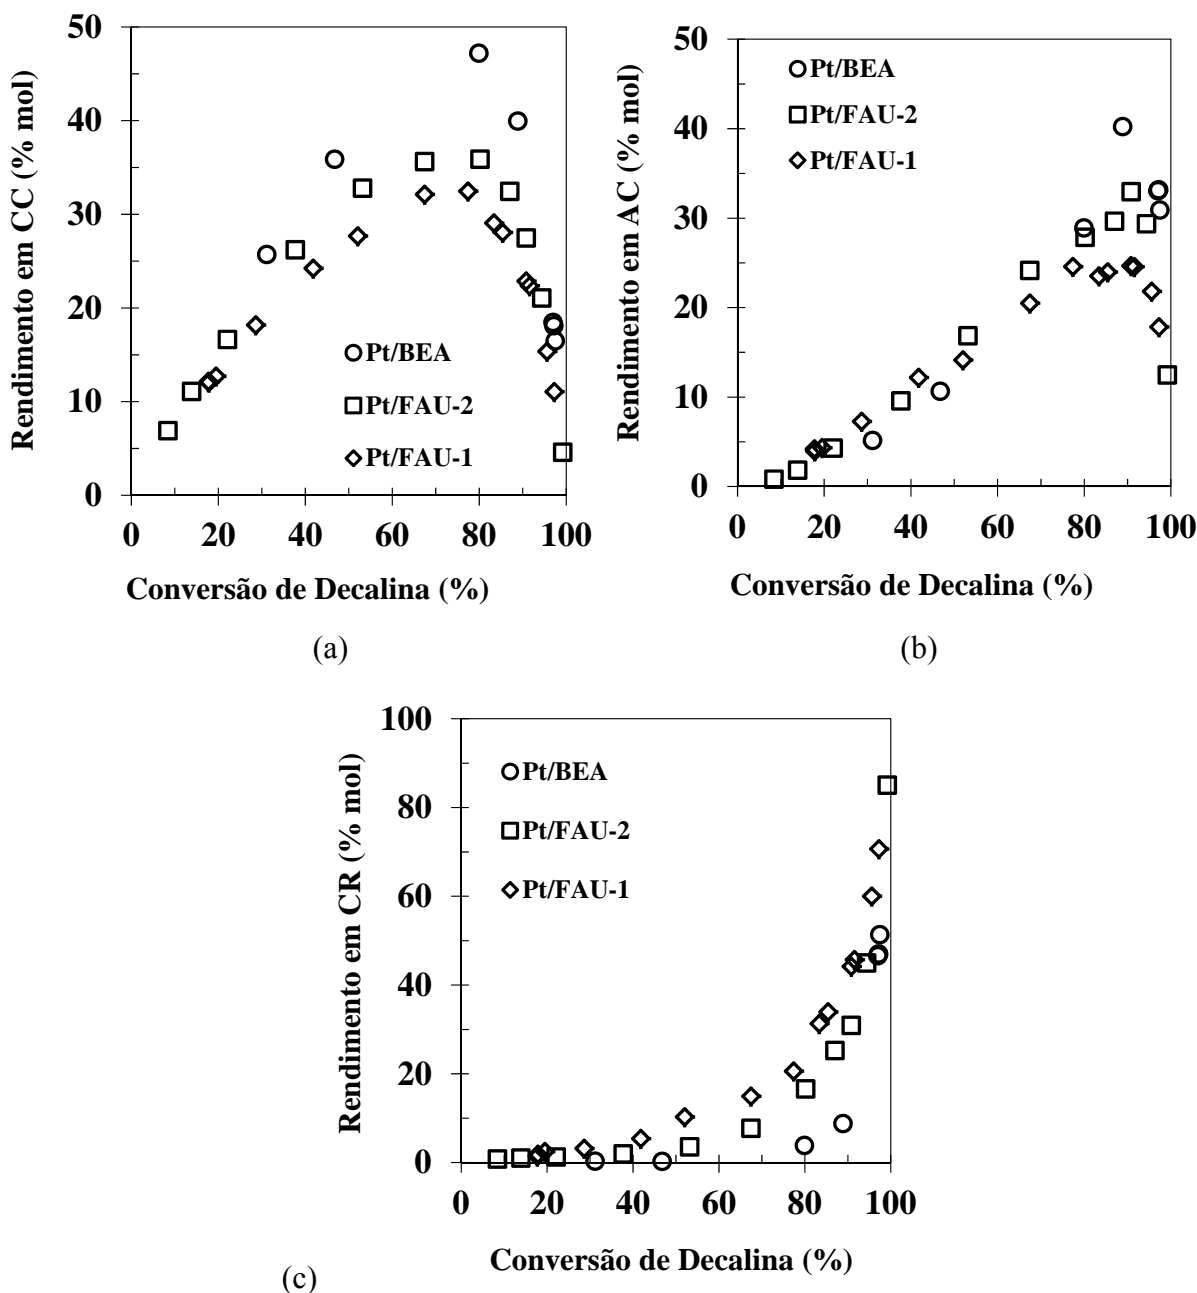 50
40
30
20
10
0
Rendimento em CC (% mol)
Pt/BEA
Pt/FAU-2
Pt/FAU-1
0 20 40 60 80 100
Conversão de Decalina (%)
(a)
50
40
30
20
10
0
Rendimento em AC (% mol)
Pt/BEA
Pt/FAU-2
Pt/FAU-1
0 20 40 60 80 100
Conversão de Decalina (%)
(b)
100
80
60
40
20
0
Rendimento em CR (% mol)
Pt/BEA
Pt/FAU-2
Pt/FAU-1
0 20 40 60 80 100
Conversão de Decalina (%)
(c)